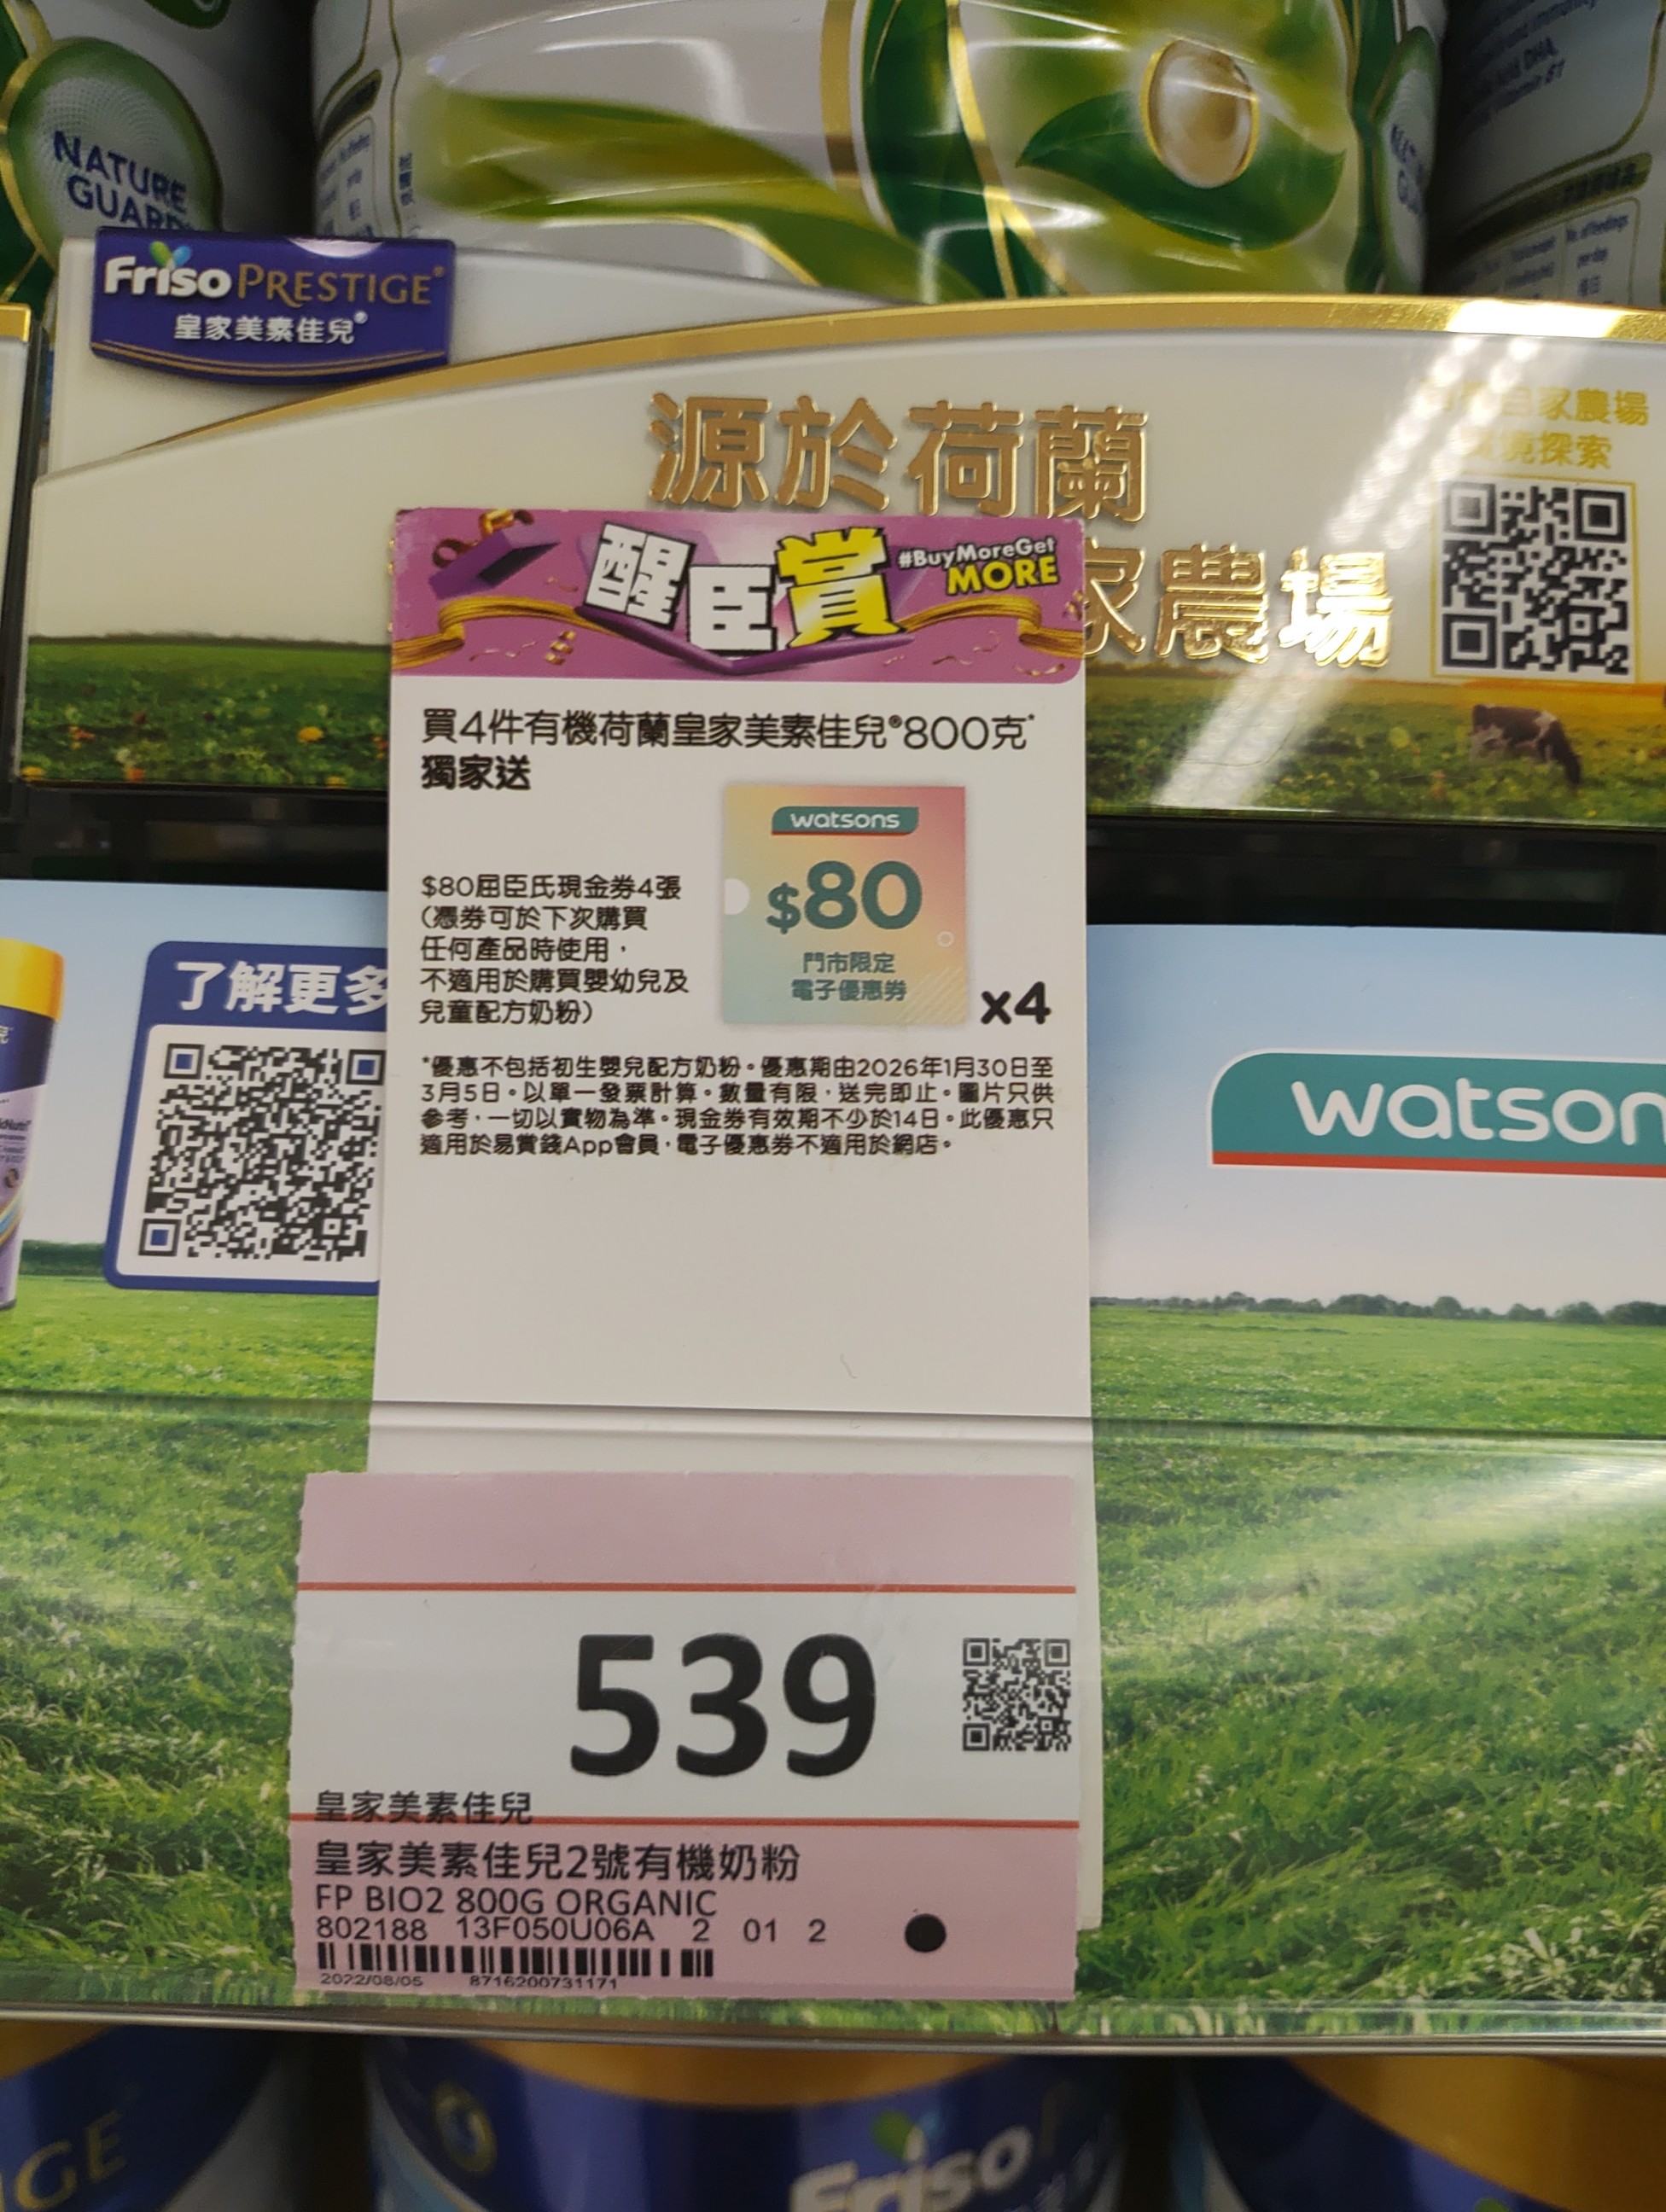 NATURE
GUARD
Friso PRESTIGE®
皇家美素佳兒®
源於荷蘭
家農場
自家農場
探索
醒臣賞
#BuyMoreGet
MORE
買4件有機荷蘭皇家美素佳兒®800克*
獨家送
$80屈臣氏現金券4張
(憑券可於下次購買
任何產品時使用，
不適用於購買嬰幼兒及
兒童配方奶粉)
watsons
$80
門市限定
電子優惠券
x4
*優惠不包括初生嬰兒配方奶粉。優惠期由2026年1月30日至
3月5日。以單一發票計算。數量有限，送完即止。圖片只供
參考，一切以實物為準。現金券有效期不少於14日。此優惠只
適用於易賞錢App會員，電子優惠券不適用於網店。
了解更多
watson
539
皇家美素佳兒
皇家美素佳兒2號有機奶粉
FP BIO2 800G ORGANIC
802188 13F050U06A 2 01 2
2022/08/05 8716200731171
GE
Friso